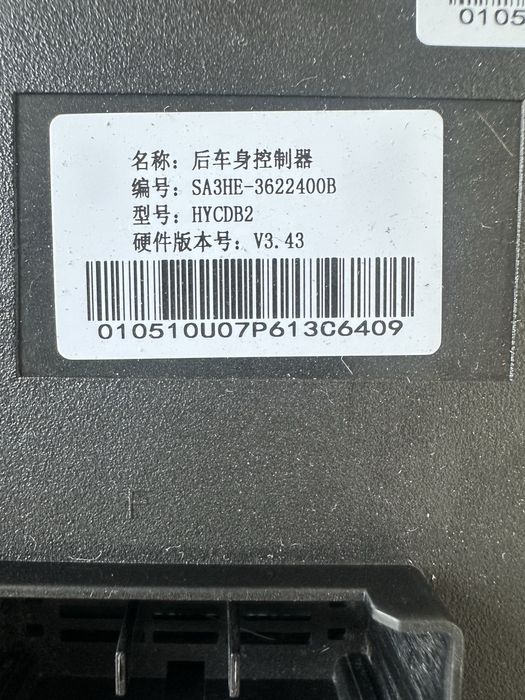 0105
名称: 后车身控制器
编号: SA3HE-3622400B
型号: HYCDB2
硬件版本号: V3.43
010510U07P613C6409